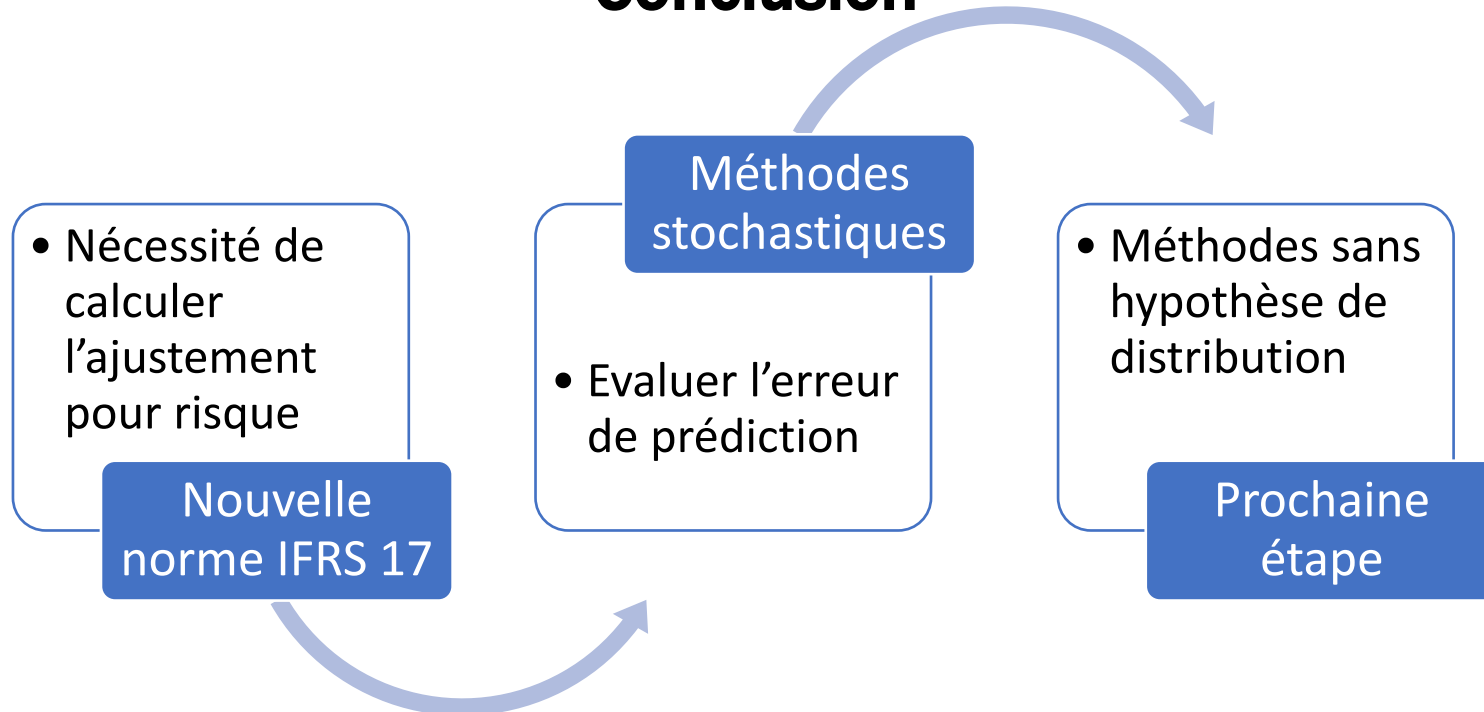 Conclusion
• Nécessité de
calculer
l’ajustement
pour risque
Nouvelle
norme IFRS 17
Méthodes
stochastiques
• Evaluer l’erreur
de prédiction
• Méthodes sans
hypothèse de
distribution
Prochaine
étape